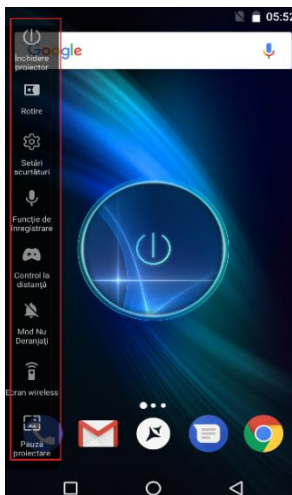 05:52
Google
Închidere
proiector
Rotire
Setări
scurtături
Funcție de
înregistrare
Control la
distanță
Mod Nu
Deranjați
Ecran wireless
Pauză
proiectare